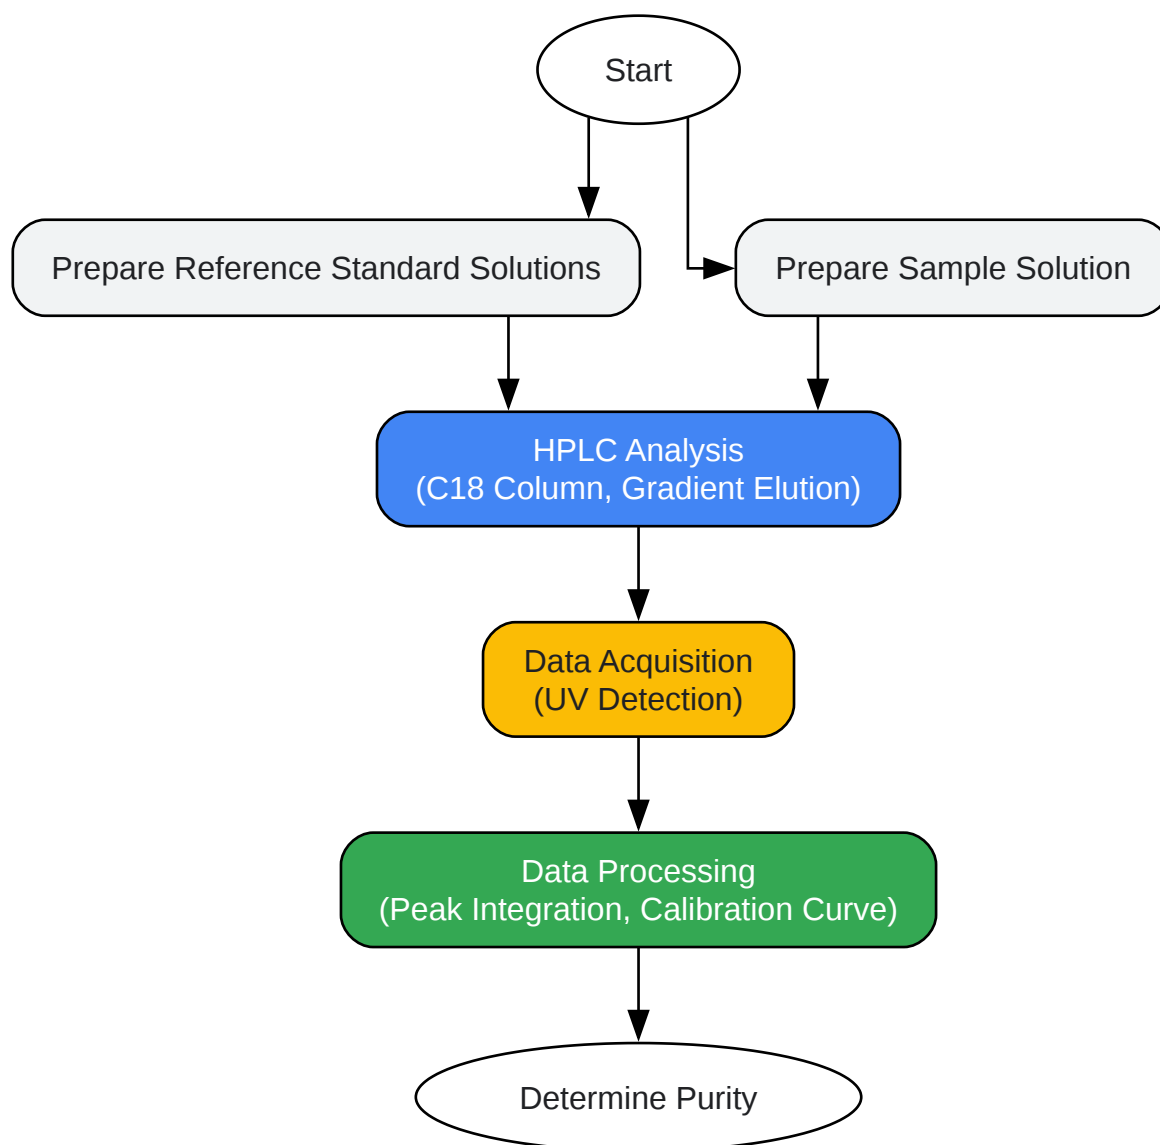 Start
Prepare Reference Standard Solutions
Prepare Sample Solution
HPLC Analysis
(C18 Column, Gradient Elution)
Data Acquisition
(UV Detection)
Data Processing
(Peak Integration, Calibration Curve)
Determine Purity